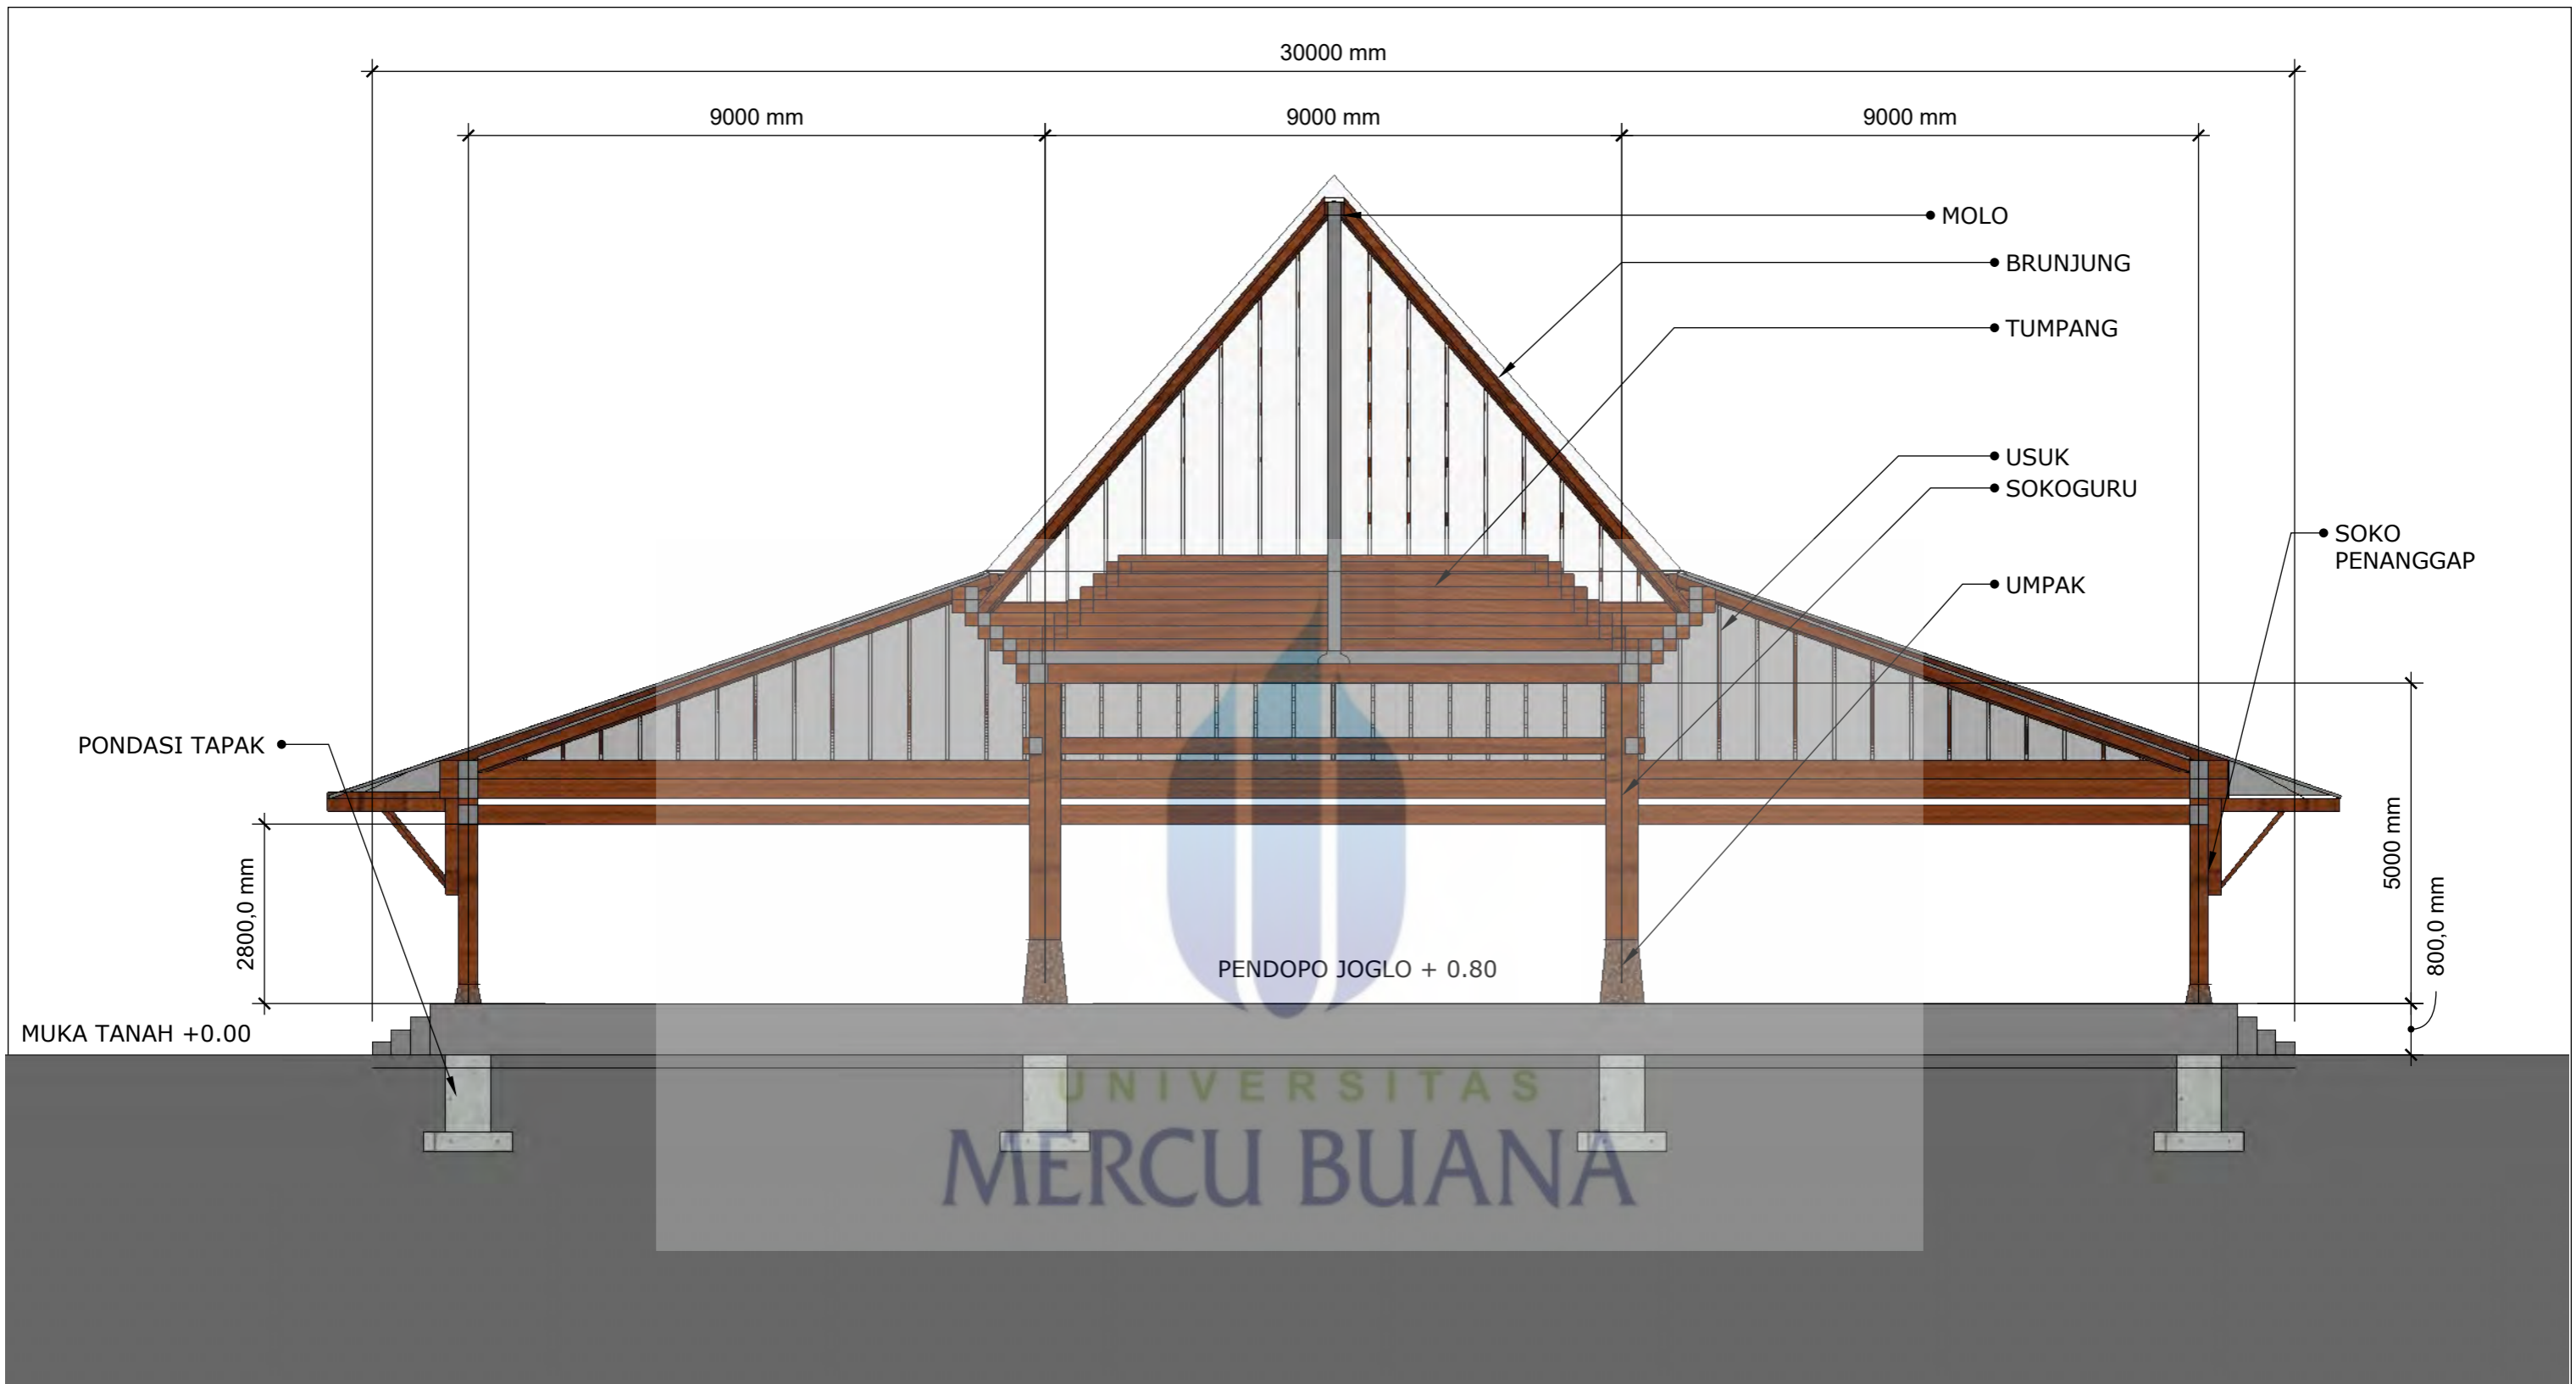 30000 mm
9000 mm
9000 mm
9000 mm
MOLO
BRUNJUNG
TUMPANG
USUK
SOKOGURU
SOKO
PENANGGAP
UMPAK
PONDASI TAPAK
2800,0 mm
5000 mm
800,0 mm
PENDOPO JOGLO + 0.80
MUKA TANAH +0.00
UNIVERSITAS
MERCU BUANA